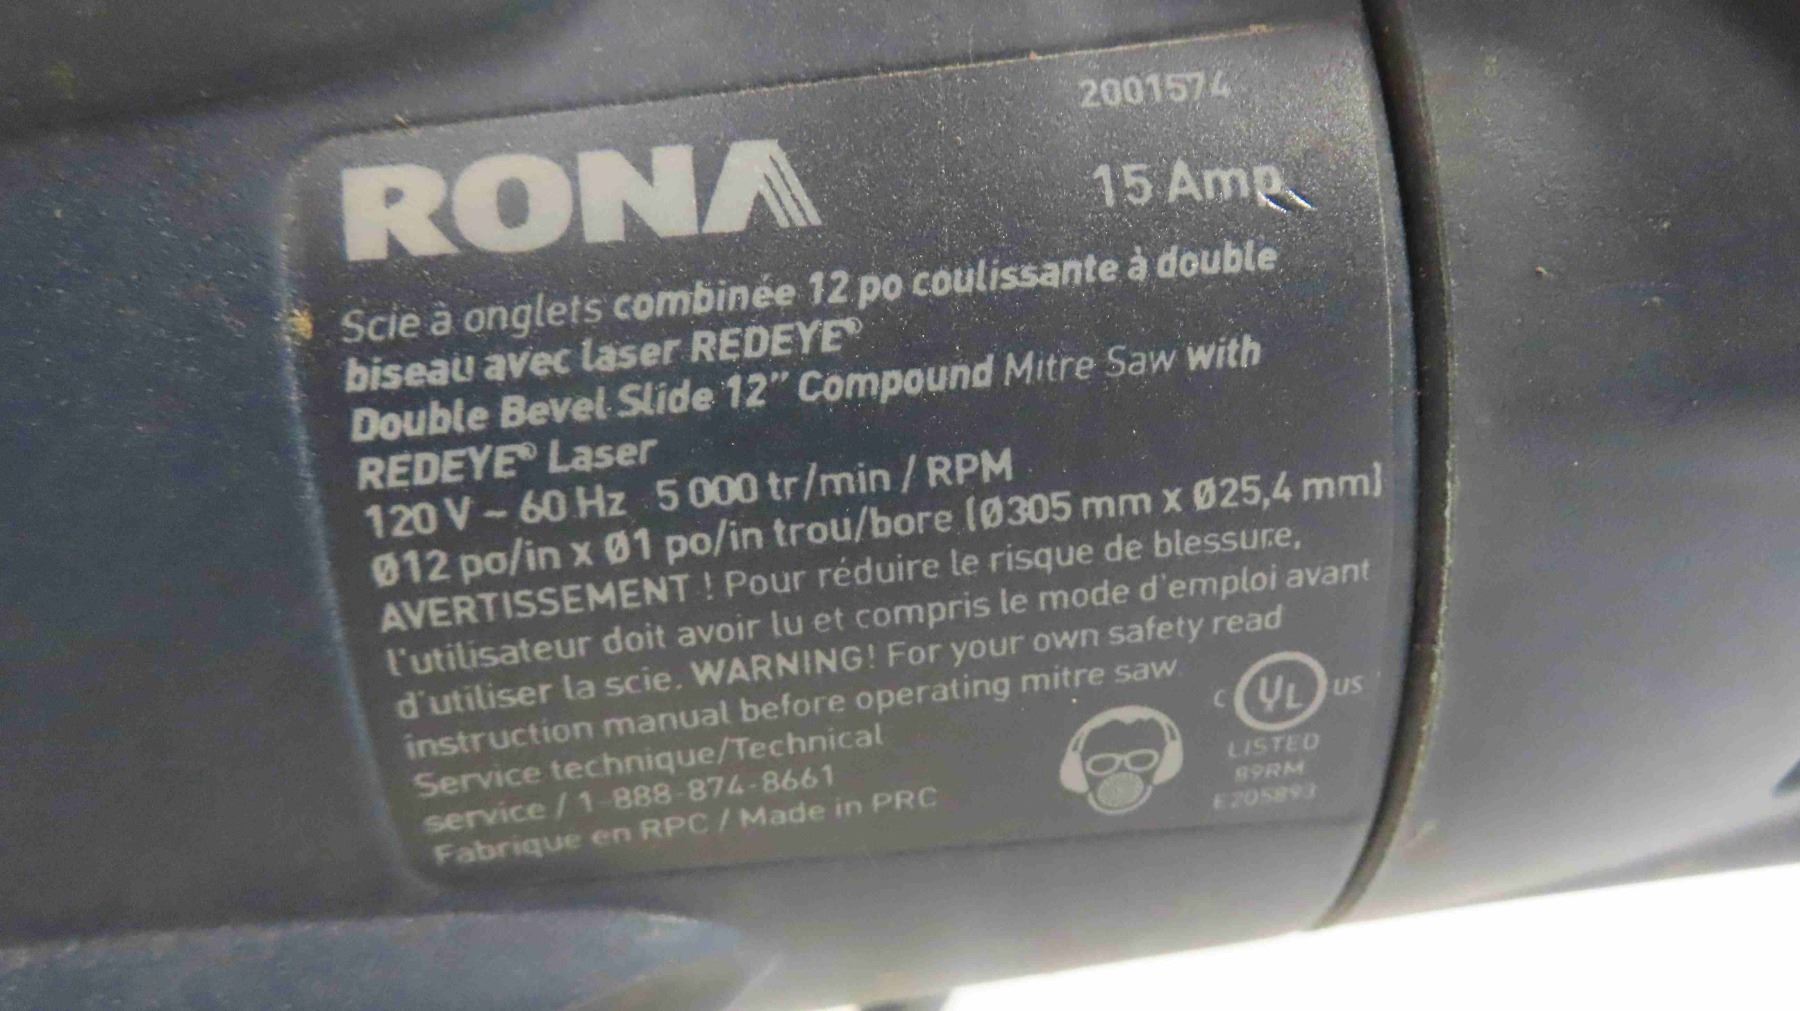 2001574
RONA
15 Amp
Scie à onglets combinée 12 po coulissante à double
biseau avec laser REDEYE®
Double Bevel Slide 12" Compound Mitre Saw with
REDEYE® Laser
120 V ~ 60 Hz 5 000 tr/min / RPM
Ø12 po/in x Ø1 po/in trou/bore (Ø305 mm x Ø25,4 mm)
AVERTISSEMENT ! Pour réduire le risque de blessure,
l'utilisateur doit avoir lu et compris le mode d'emploi avant
d'utiliser la scie. WARNING! For your own safety read
instruction manual before operating mitre saw.
Service technique/Technical
service / 1-888-874-8661
Fabrique en RPC / Made in PRC
C UL US
LISTED
89RM
E205893